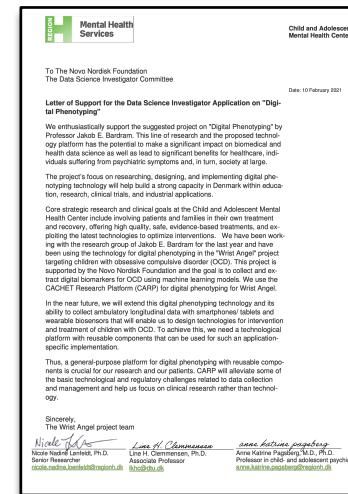 REGION
Mental Health
Services
Child and Adolescen
Mental Health Cente
To The Novo Nordisk Foundation
The Data Science Investigator Committee
Date: 10 February 2021
Letter of Support for the Data Science Investigator Application on "Digi-
tal Phenotyping"
We enthusiastically support the suggested project on "Digital Phenotyping" by
Professor Jakob E. Bardram. This line of research and the proposed technol-
ogy platform has the potential to make a significant impact on biomedical and
health data science as well as lead to significant benefits for healthcare, indi-
viduals suffering from psychiatric symptoms and, in turn, society at large.
The project's focus on researching, designing, and implementing digital phe-
notyping technology will help build a strong capacity in Denmark within educa-
tion, research, clinical trials, and industrial applications.
Core strategic research and clinical goals at the Child and Adolescent Mental
Health Center include involving patients and families in their own treatment
and recovery, offering high quality, safe, evidence-based treatments, and ex-
ploiting the latest technologies to optimize interventions. We have been work-
ing with the research group of Jakob E. Bardram for the last year and have
been using the technology for digital phenotyping in the "Wrist Angel" project
targeting children with obsessive compulsive disorder (OCD). This project is
supported by the Novo Nordisk Foundation and the goal is to collect and ex-
tract digital biomarkers for OCD using machine learning models. We use the
CACHET Research Platform (CARP) for digital phenotyping for Wrist Angel.
In the near future, we will extend this digital phenotyping technology and its
ability to collect ambulatory longitudinal data with smartphones/ tablets and
wearable biosensors that will enable us to design technologies for intervention
and treatment of children with OCD. To achieve this, we need a technological
platform with reusable components that can be used for such an application-
specific implementation.
Thus, a general-purpose platform for digital phenotyping with reusable compo-
nents is crucial for our research and our patients. CARP will alleviate some of
the basic technological and regulatory challenges related to data collection
and management and help us focus on clinical research rather than technol-
ogy.
Sincerely,
The Wrist Angel project team
Nicole Line H. Clemmensen anne katrine pagsberg
Nicole Nadine Lønfeldt, Ph.D. Line H. Clemmensen, Ph.D. Anne Katrine Pagsberg, M.D., Ph.D.
Senior Researcher Associate Professor Professor in child- and adolescent psychi
nicole.nadine.loenfeldt@regionh.dk lkhc@dtu.dk anne.katrine.pagsberg@regionh.dk